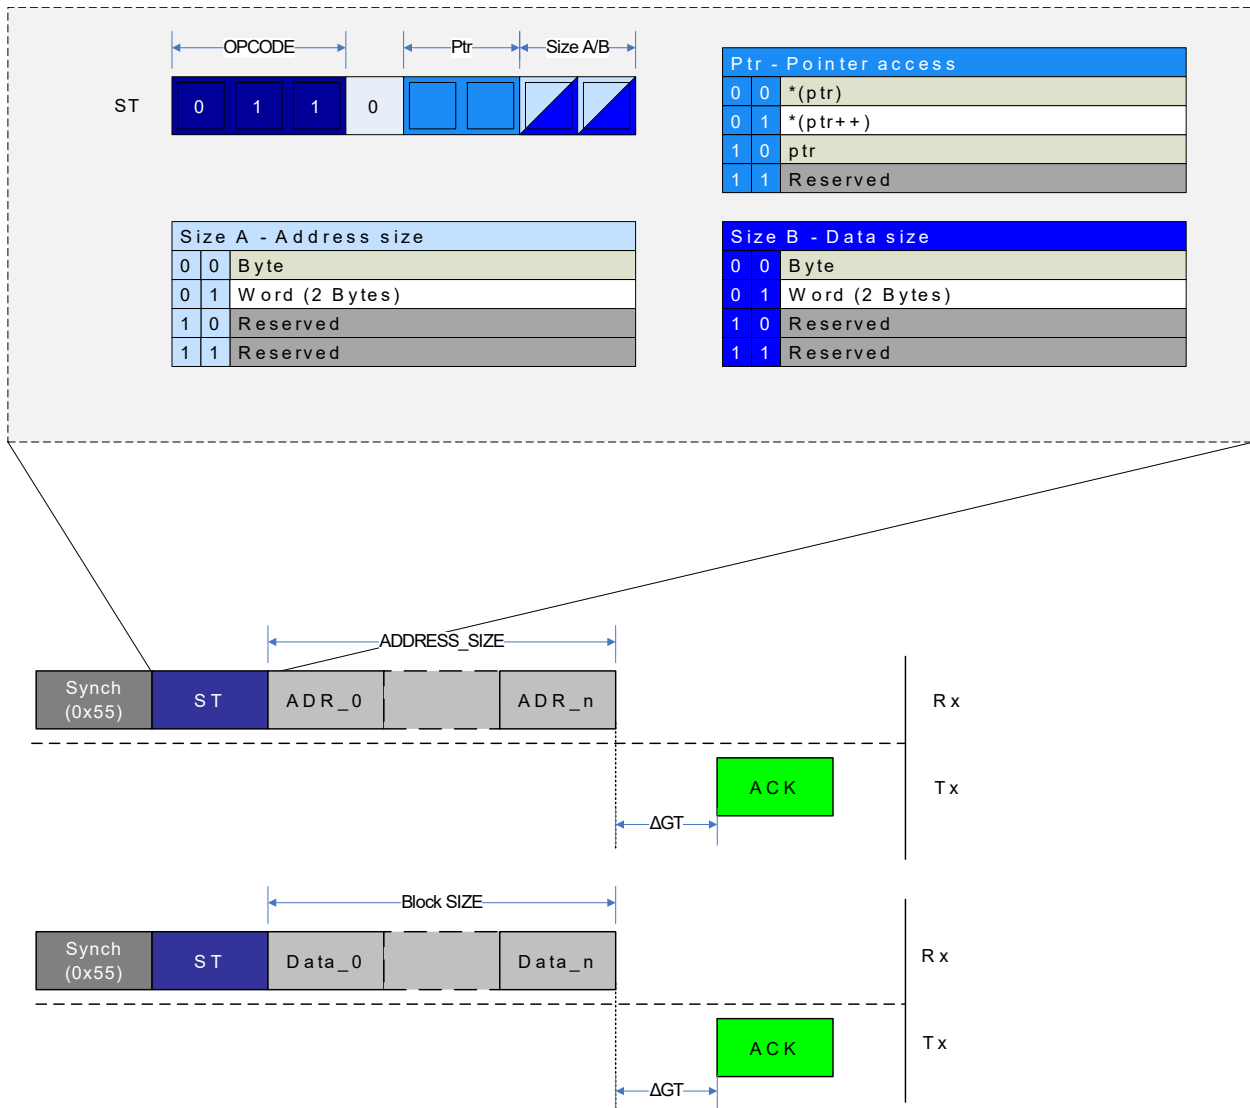 OPCODE Ptr Size A/B
ST 0 1 1 0
Ptr - Pointer access
0 0 *(ptr)
0 1 *(ptr++)
1 0 ptr
1 1 Reserved
Size A - Address size
0 0 Byte
0 1 Word (2 Bytes)
1 0 Reserved
1 1 Reserved
Size B - Data size
0 0 Byte
0 1 Word (2 Bytes)
1 0 Reserved
1 1 Reserved
ADDRESS_SIZE
Synch
(0x55)
ST ADR_0 ADR_n Rx
ACK Tx
ΔGT
Block SIZE
Synch
(0x55)
ST Data_0 Data_n Rx
ACK Tx
ΔGT